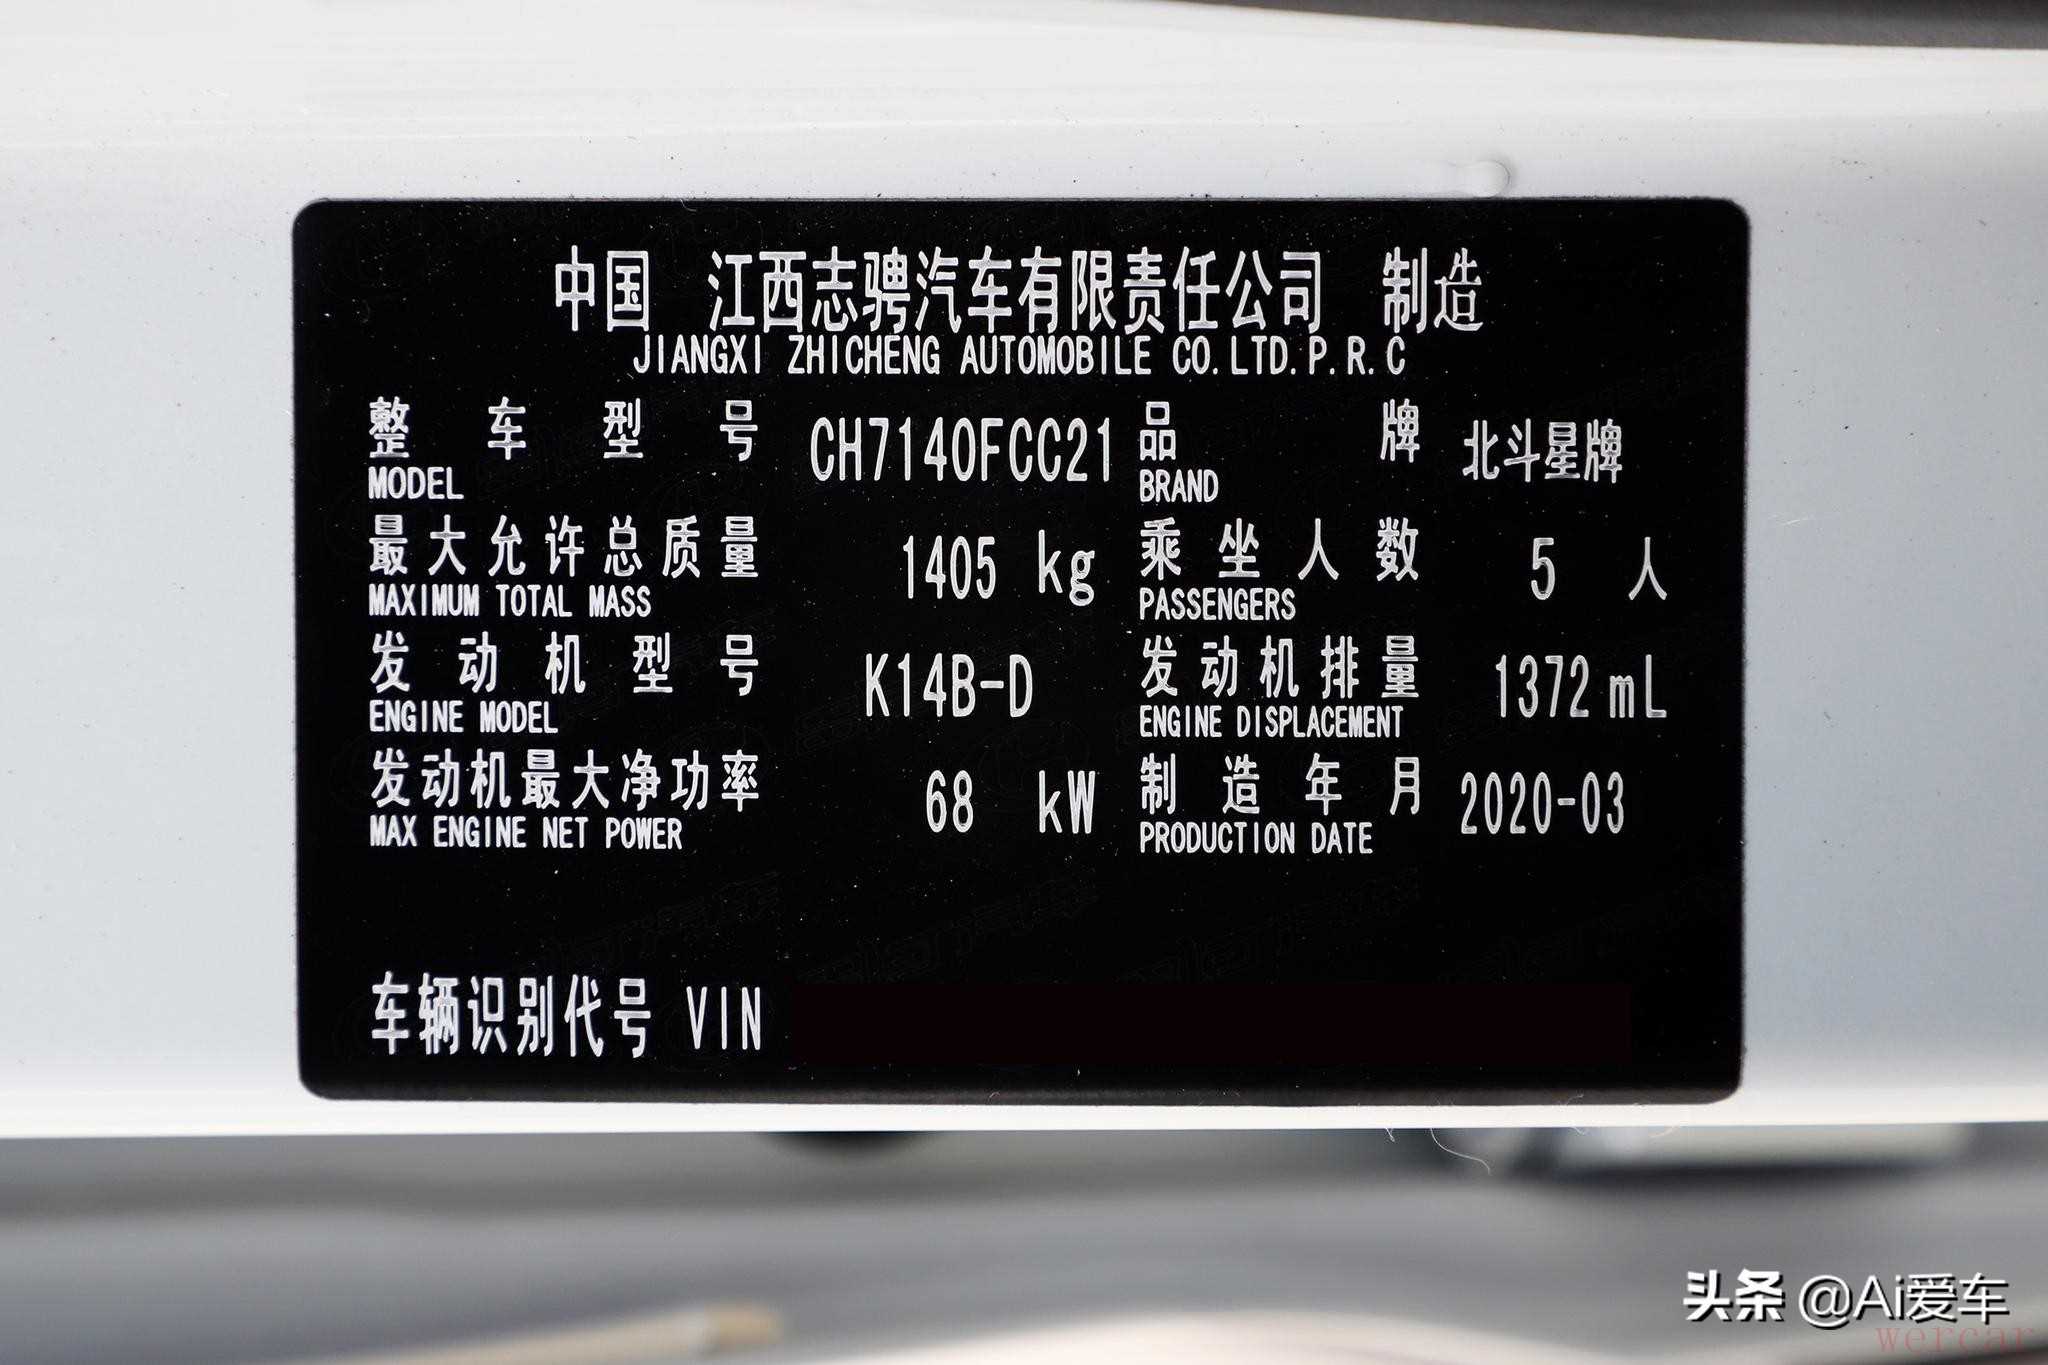 中国 江西志骋汽车有限责任公司 制造
JIANGXI ZHICHENG AUTOMOBILE CO.LTD.P.R.C
整车型号 CH7140FCC21 品牌 北斗星牌
MODEL BRAND
最大允许总质量 1405 kg 乘坐人数 5 人
MAXIMUM TOTAL MASS PASSENGERS
发动机型号 K14B-D 发动机排量 1372 mL
ENGINE MODEL ENGINE DISPLACEMENT
发动机最大净功率 68 kW 制造年月 2020-03
MAX ENGINE NET POWER PRODUCTION DATE
车辆识别代号 VIN
头条 @Ai爱车
wercar